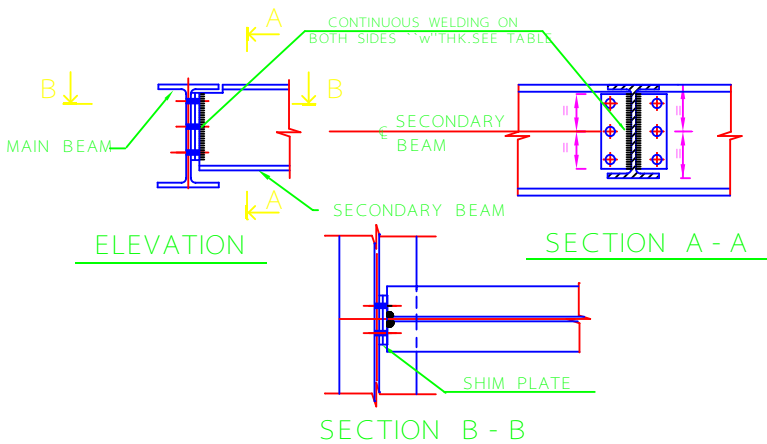 A
CONTINUOUS WELDING ON
BOTH SIDES ``w''THK.SEE TABLE
B
B
MAIN BEAM
SECONDARY
BEAM
=
=
=
=
A
SECONDARY BEAM
ELEVATION
SECTION A-A
SHIM PLATE
SECTION B-B